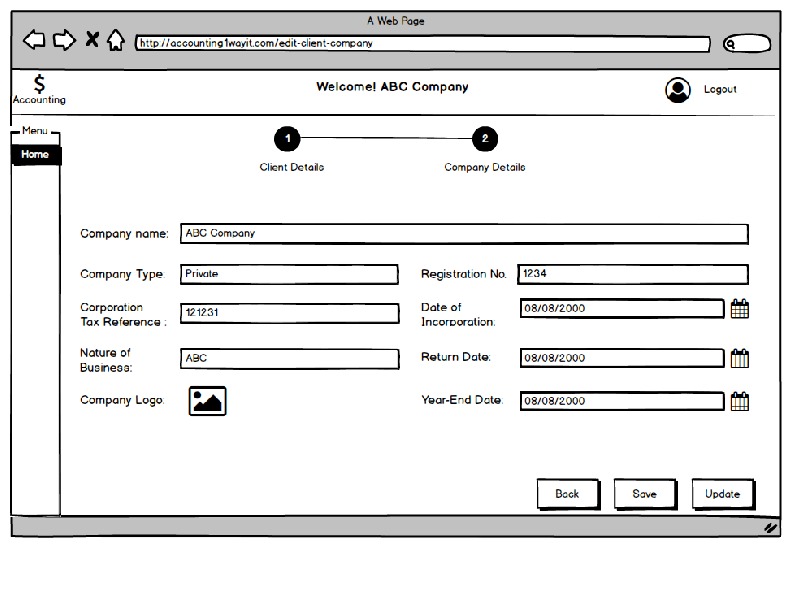 A Web Page
http://accounting1wayit.com/edit-client-company
$
Accounting
Welcome! ABC Company
Logout
Menu
Home
1
2
Client Details
Company Details
Company name:
ABC Company
Company Type:
Private
Registration No.
1234
Corporation
Tax Reference :
121231
Date of
Incorporation:
08/08/2000
Nature of
Business:
ABC
Return Date:
08/08/2000
Company Logo:
Year-End Date:
08/08/2000
Back
Save
Update